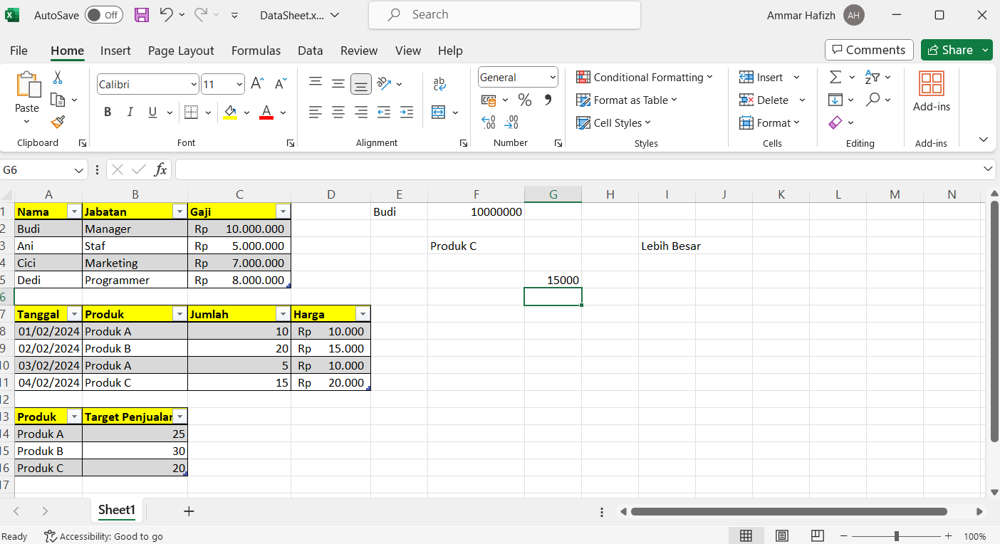 AutoSave Off DataSheet.x... Search Ammar Hafizh AH
File Home Insert Page Layout Formulas Data Review View Help Comments Share
Paste Calibri 11 General Conditional Formatting Insert
B I U ab Format as Table Delete Add-ins
Cell Styles Format
Clipboard Font Alignment Number Styles Cells Editing Add-ins
G6 fx
A B C D E F G H I J K L M N
1 Nama Jabatan Gaji Budi 10000000
2 Budi Manager Rp 10.000.000
3 Ani Staf Rp 5.000.000 Produk C Lebih Besar
4 Cici Marketing Rp 7.000.000
5 Dedi Programmer Rp 8.000.000 15000
6
7 Tanggal Produk Jumlah Harga
8 01/02/2024 Produk A 10 Rp 10.000
9 02/02/2024 Produk B 20 Rp 15.000
10 03/02/2024 Produk A 5 Rp 10.000
11 04/02/2024 Produk C 15 Rp 20.000
12
13 Produk Target Penjualan
14 Produk A 25
15 Produk B 30
16 Produk C 20
17
Sheet1
Ready Accessibility: Good to go 100%